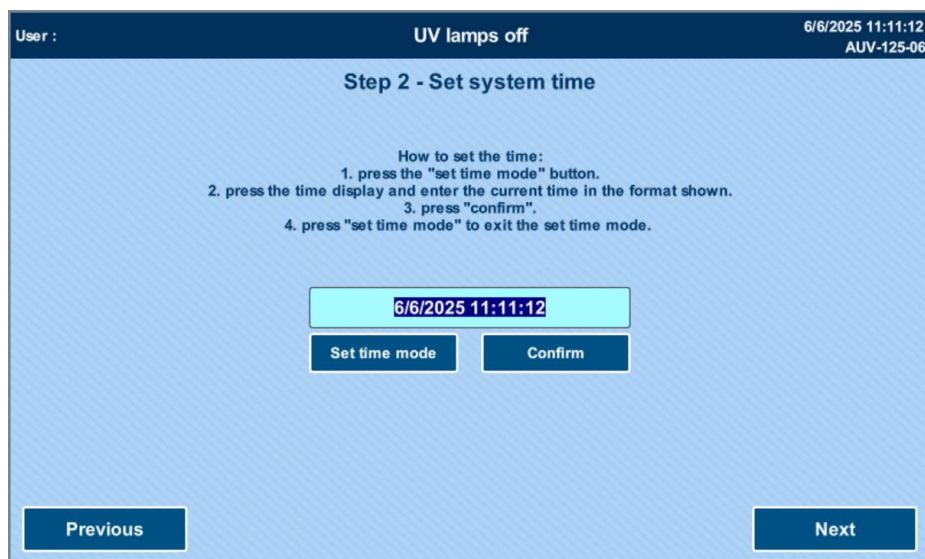 User :
UV lamps off
6/6/2025 11:11:12
AUV-125-06
Step 2 - Set system time
How to set the time:
1. press the "set time mode" button.
2. press the time display and enter the current time in the format shown.
3. press "confirm".
4. press "set time mode" to exit the set time mode.
6/6/2025 11:11:12
Set time mode
Confirm
Previous
Next